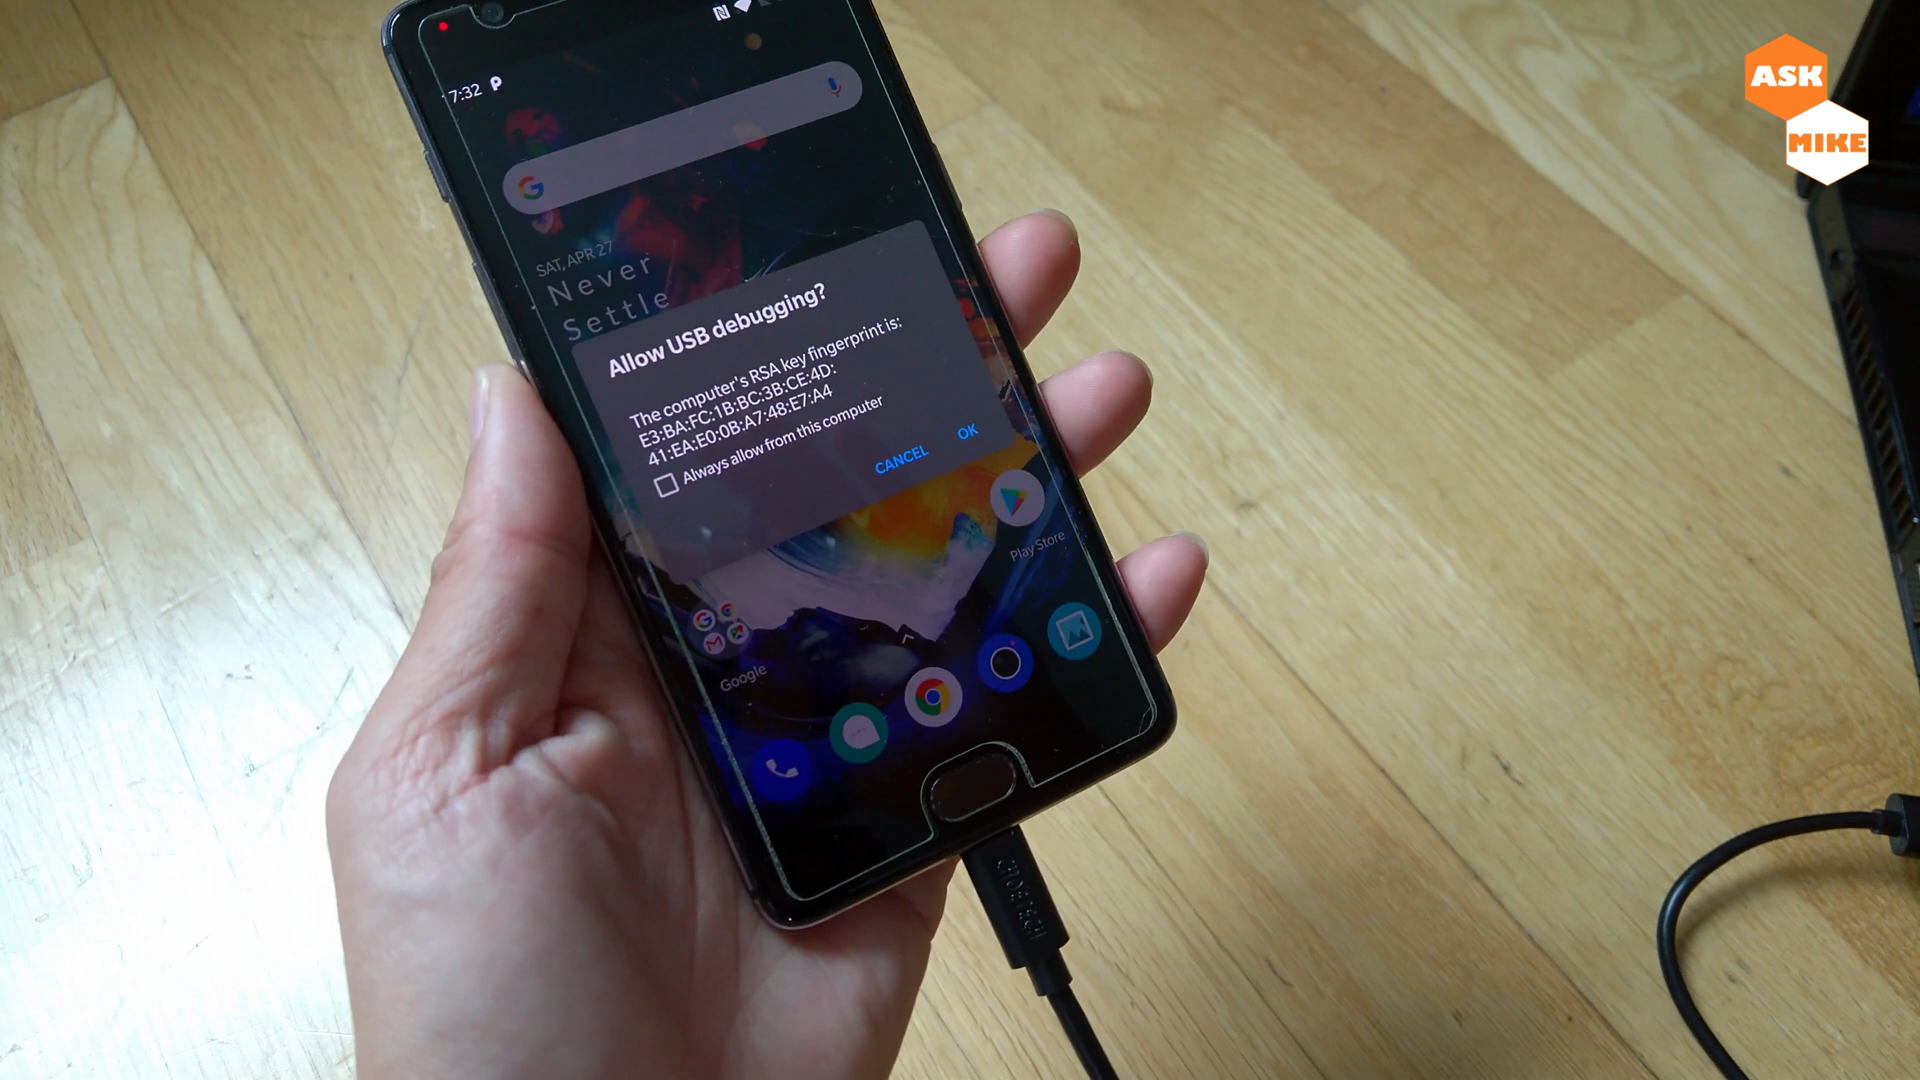 ASK
MIKE
7:32
SAT, APR 27
Never
Settle
Allow USB debugging?
The computer's RSA key fingerprint is:
E3:BA:FC:1B:BC:3B:CE:4D:
41:EA:E0:0B:A7:48:E7:A4
Always allow from this computer
CANCEL
OK
Play Store
Google
CHOETECH